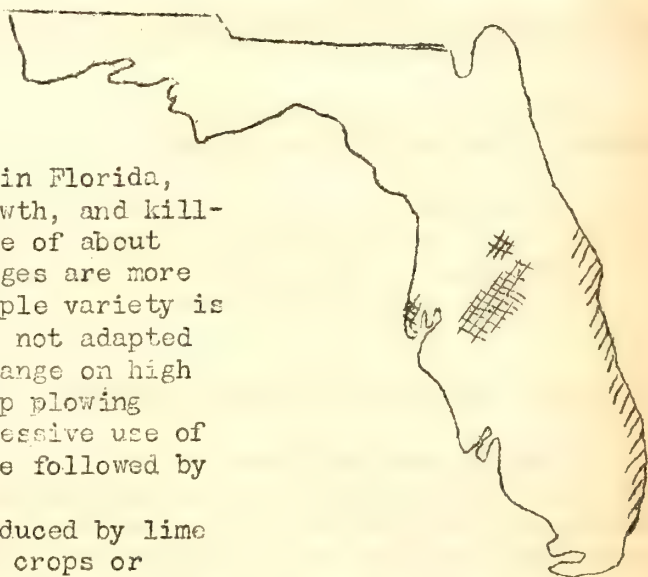 in Florida,
wth, and kill-
e of about
ges are more
ple variety is
not adapted
ange on high
p plowing
essive use of
e followed by
duced by lime
crops or